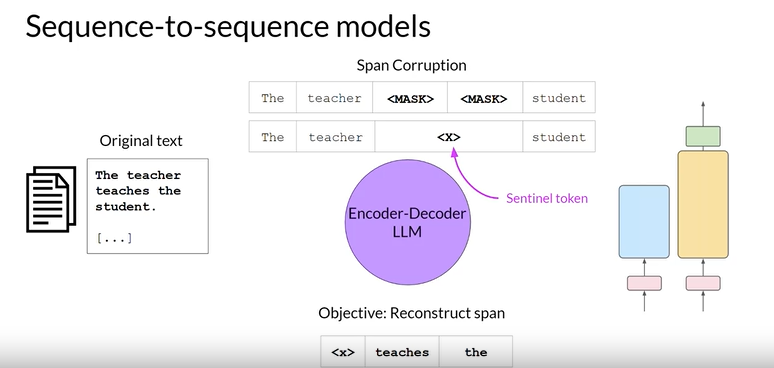 Sequence-to-sequence models
Span Corruption
The teacher <MASK> <MASK> student
The teacher <X> student
Original text
The teacher
teaches the
student.
[...]
Sentinel token
Encoder-Decoder
LLM
Objective: Reconstruct span
<x> teaches the